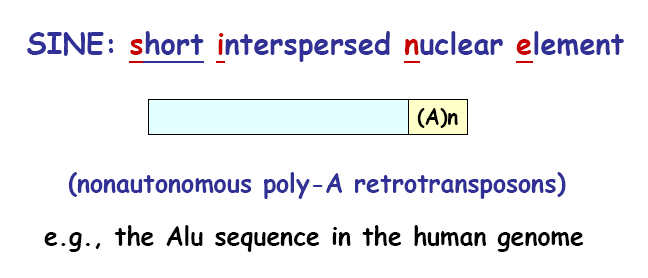 SINE: short interspersed nuclear element
(A)n
(nonautonomous poly-A retrotransposons)
e.g., the Alu sequence in the human genome